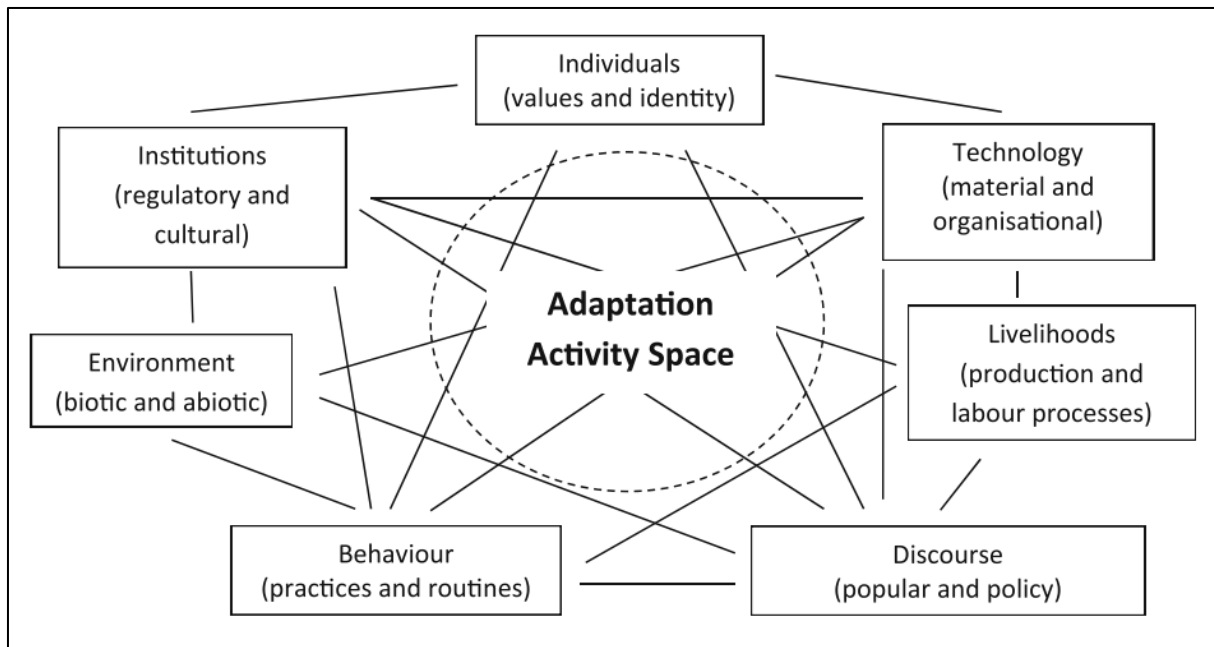 Individuals
(values and identity)
Institutions
(regulatory and
cultural)
Technology
(material and
organisational)
Adaptation
Activity Space
Environment
(biotic and abiotic)
Livelihoods
(production and
labour processes)
Behaviour
(practices and routines)
Discourse
(popular and policy)